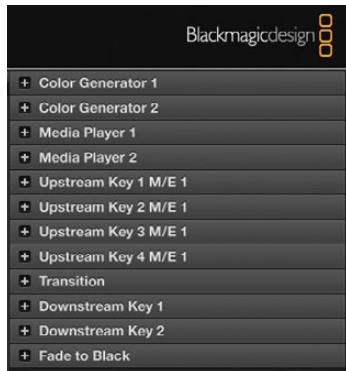 Blackmagicdesign
Color Generator 1
Color Generator 2
Media Player 1
Media Player 2
Upstream Key 1 M/E 1
Upstream Key 2 M/E 1
Upstream Key 3 M/E 1
Upstream Key 4 M/E 1
Transition
Downstream Key 1
Downstream Key 2
Fade to Black